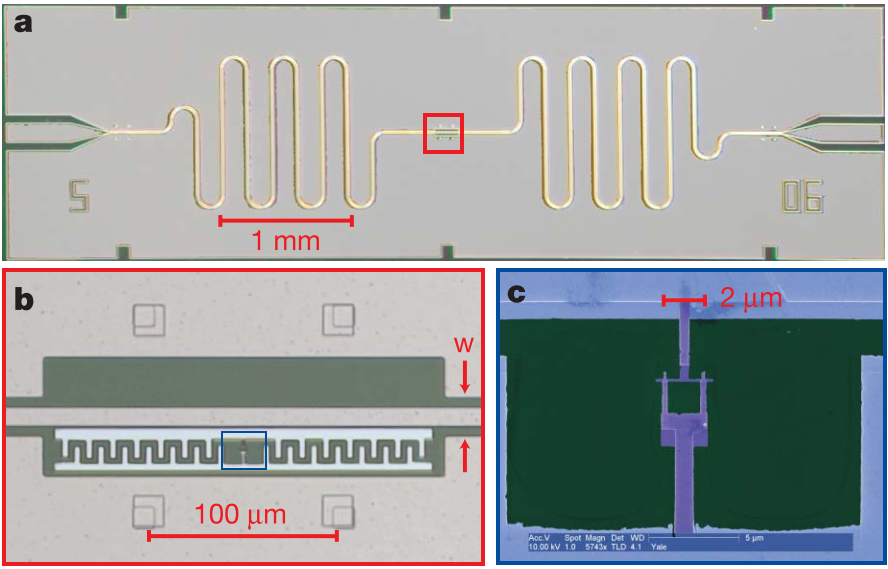 a
S 06
1 mm
b
W
100 μm
c
2 μm
Acc.V Spot Magn Det WD 5 μm
10.00 kV 1.0 5743x TLD 4.1 Yale